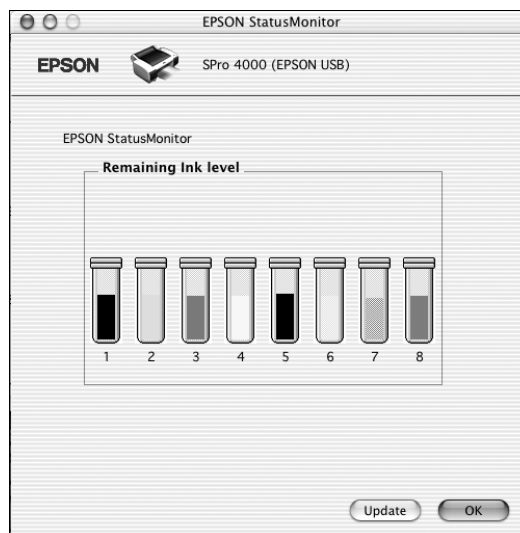 EPSON StatusMonitor
EPSON SPro 4000 (EPSON USB)
EPSON StatusMonitor
Remaining Ink level
1 2 3 4 5 6 7 8
Update OK